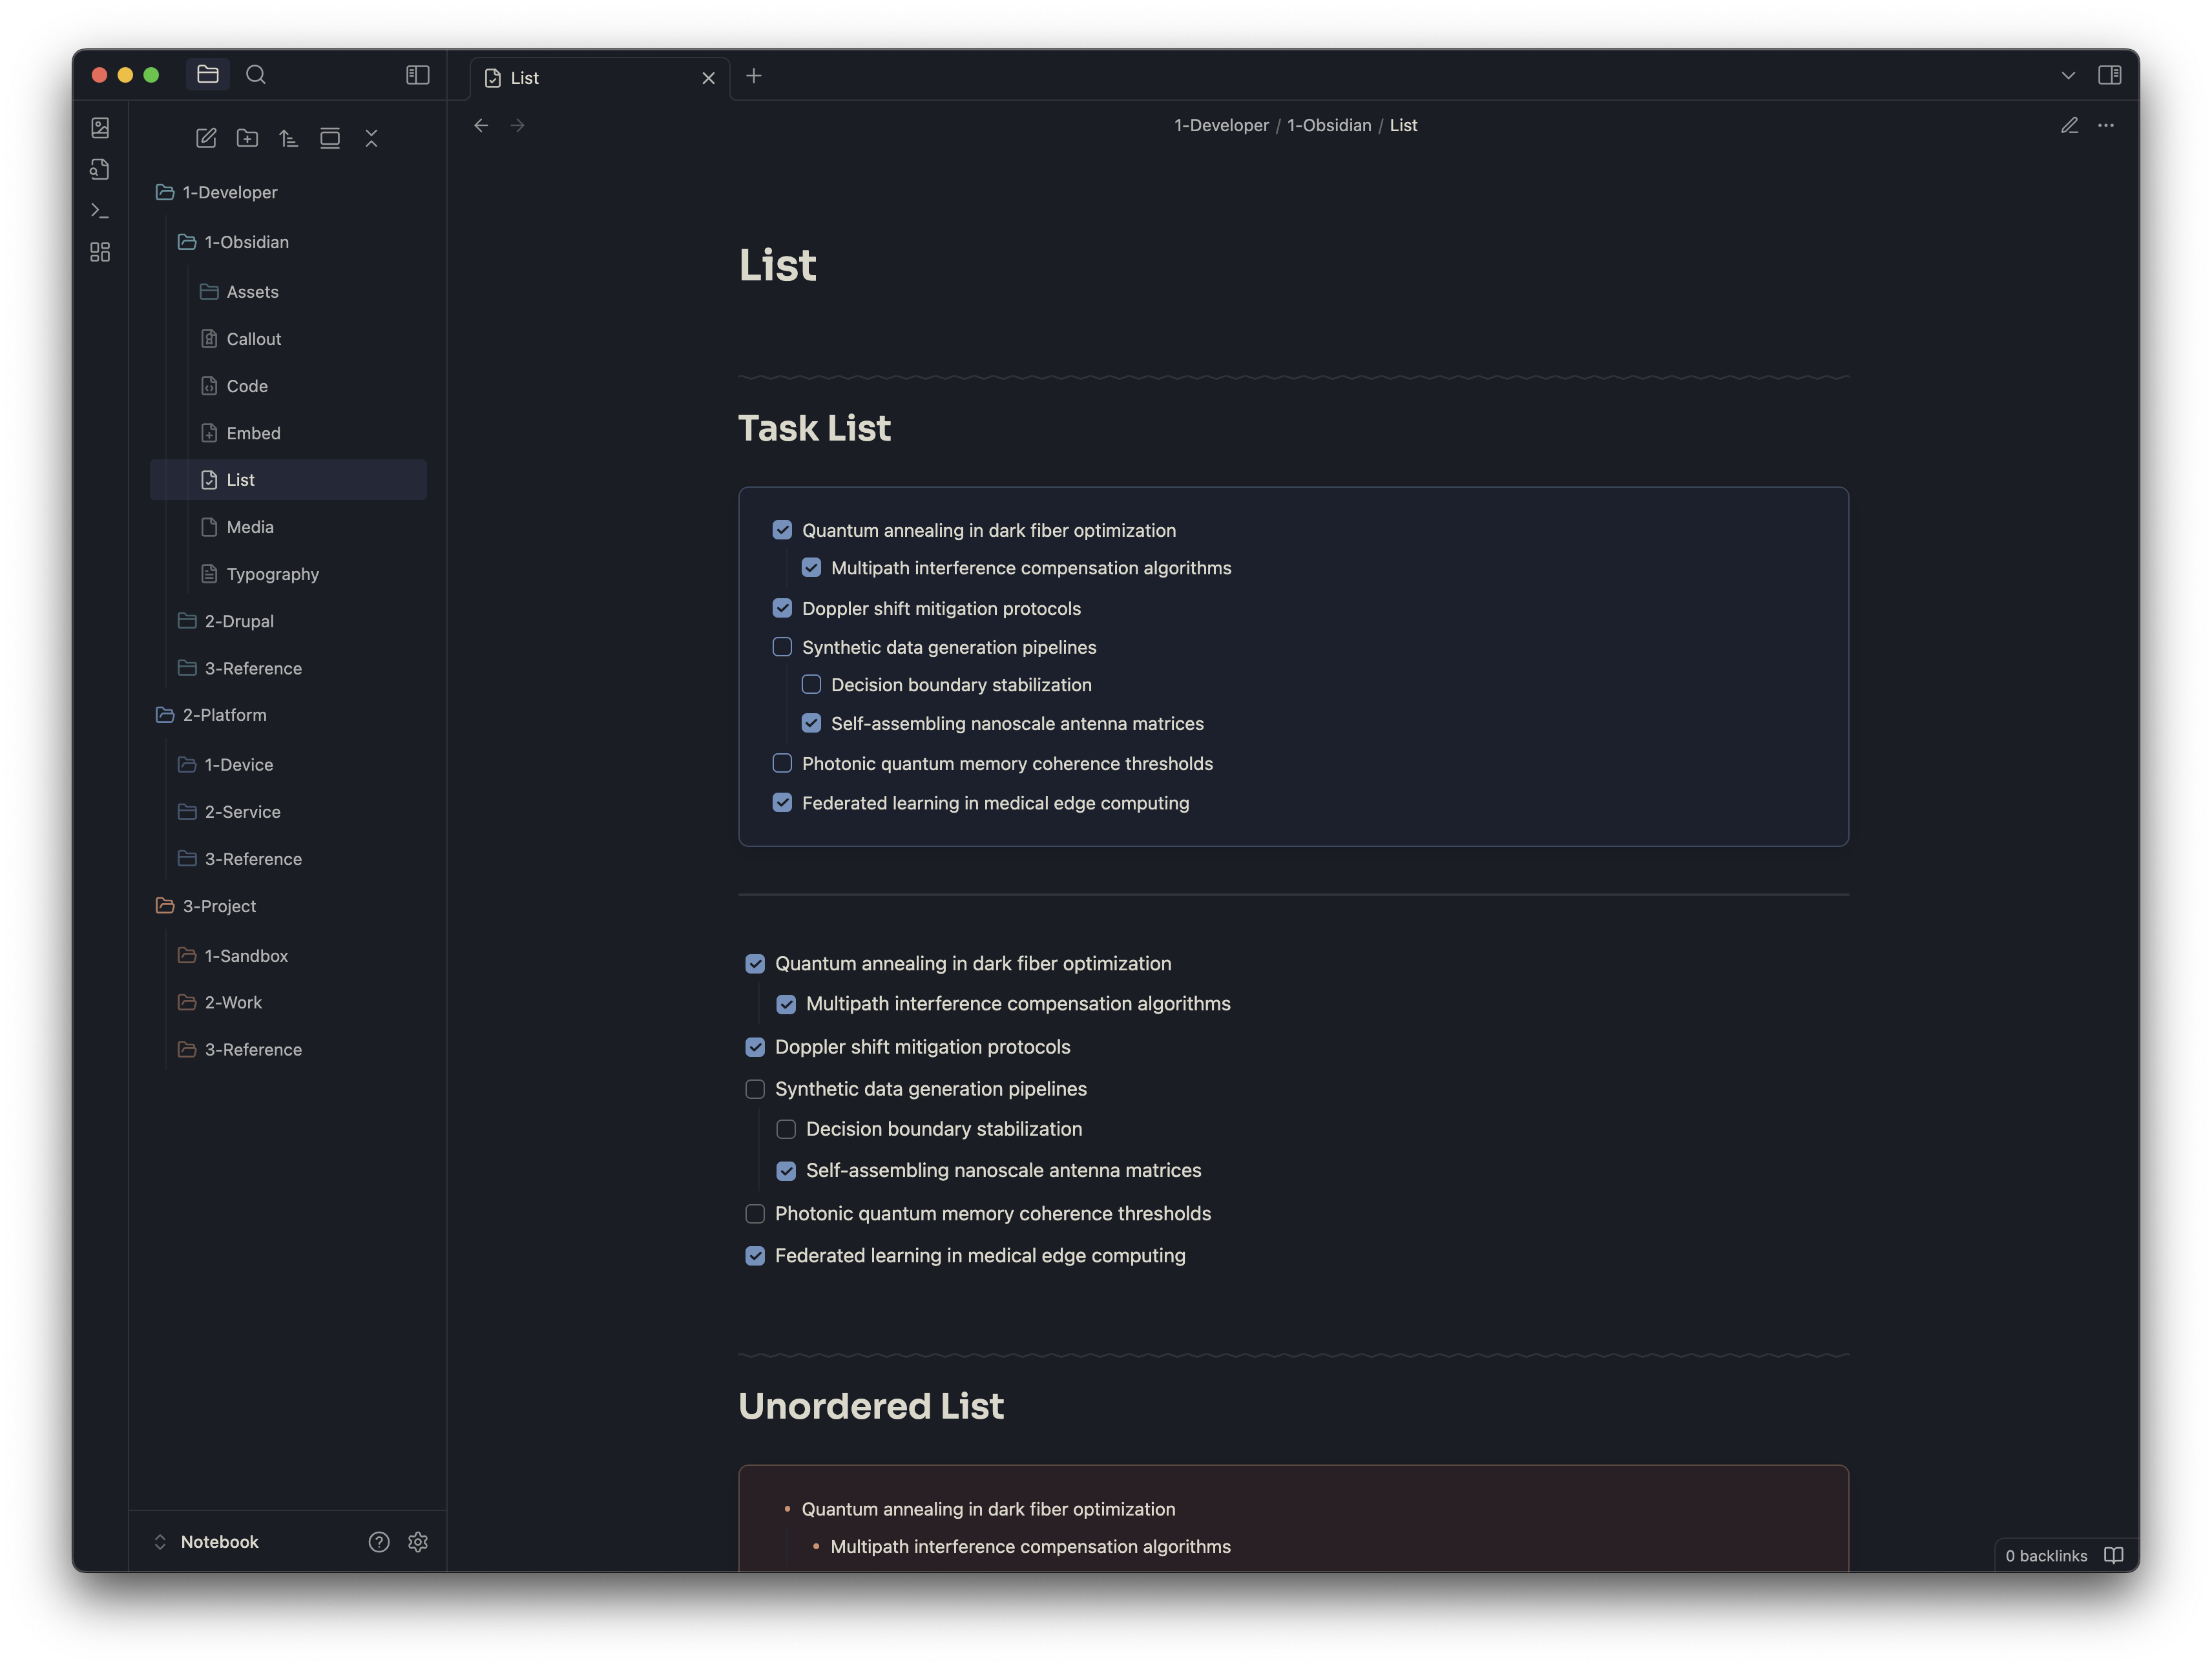 List
1-Developer / 1-Obsidian / List
1-Developer
1-Obsidian
Assets
Callout
Code
Embed
List
Media
Typography
2-Drupal
3-Reference
2-Platform
1-Device
2-Service
3-Reference
3-Project
1-Sandbox
2-Work
3-Reference
Notebook
List
Task List
Quantum annealing in dark fiber optimization
Multipath interference compensation algorithms
Doppler shift mitigation protocols
Synthetic data generation pipelines
Decision boundary stabilization
Self-assembling nanoscale antenna matrices
Photonic quantum memory coherence thresholds
Federated learning in medical edge computing
Quantum annealing in dark fiber optimization
Multipath interference compensation algorithms
Doppler shift mitigation protocols
Synthetic data generation pipelines
Decision boundary stabilization
Self-assembling nanoscale antenna matrices
Photonic quantum memory coherence thresholds
Federated learning in medical edge computing
Unordered List
• Quantum annealing in dark fiber optimization
• Multipath interference compensation algorithms
0 backlinks